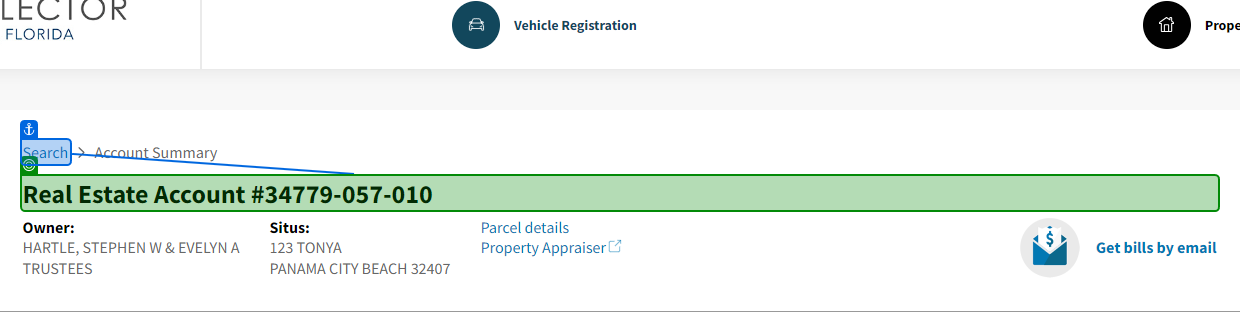 LECTOR
FLORIDA
Vehicle Registration
Prope
Search > Account Summary
Real Estate Account #34779-057-010
Owner:
HARTLE, STEPHEN W & EVELYN A
TRUSTEES
Situs:
123 TONYA
PANAMA CITY BEACH 32407
Parcel details
Property Appraiser
$
Get bills by email